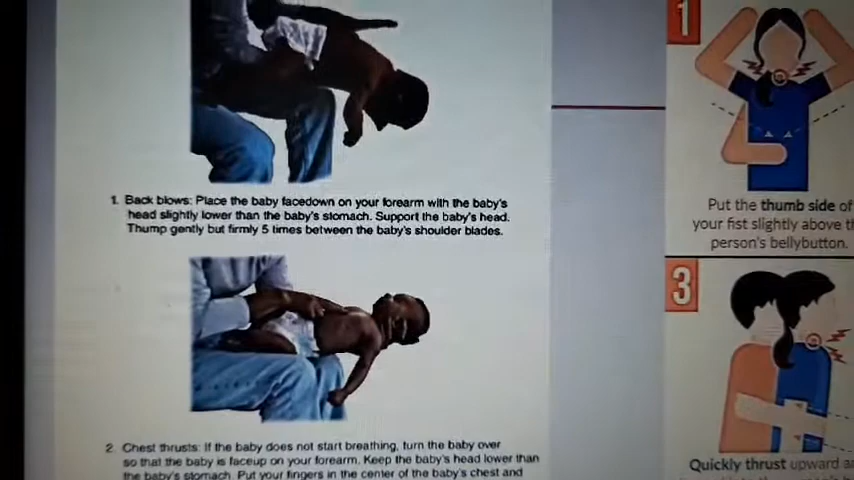 1. Back blows: Place the baby facedown on your forearm with the baby's
head slightly lower than the baby's stomach. Support the baby's head.
Thump gently but firmly 5 times between the baby's shoulder blades.
2. Chest thrusts: If the baby does not start breathing, turn the baby over
so that the baby is faceup on your forearm. Keep the baby's head lower than
the baby's stomach. Put your fingers in the center of the baby's chest and
1
Put the thumb side of
your fist slightly above
person's bellybutton.
3
Quickly thrust upward